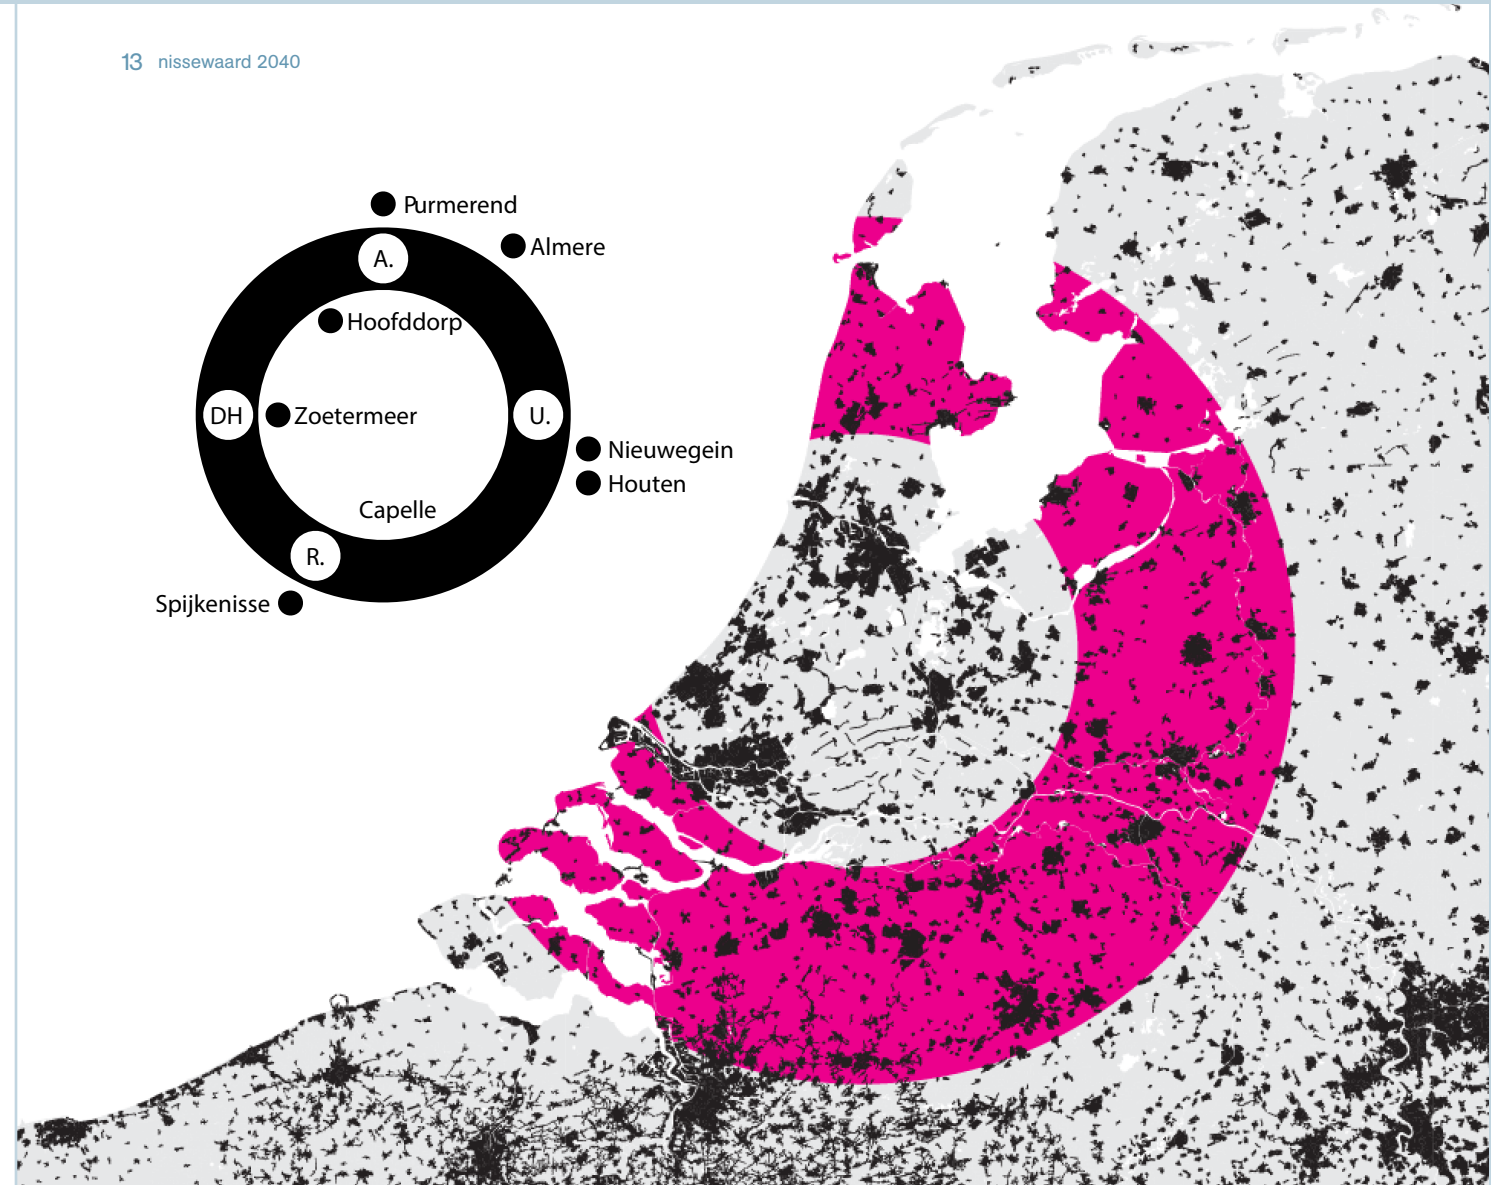 13 nissewaard 2040
Purmerend
Almere
A.
Hoofddorp
DH
Zoetermeer
U.
Nieuwegein
Houten
Capelle
R.
Spijkenisse